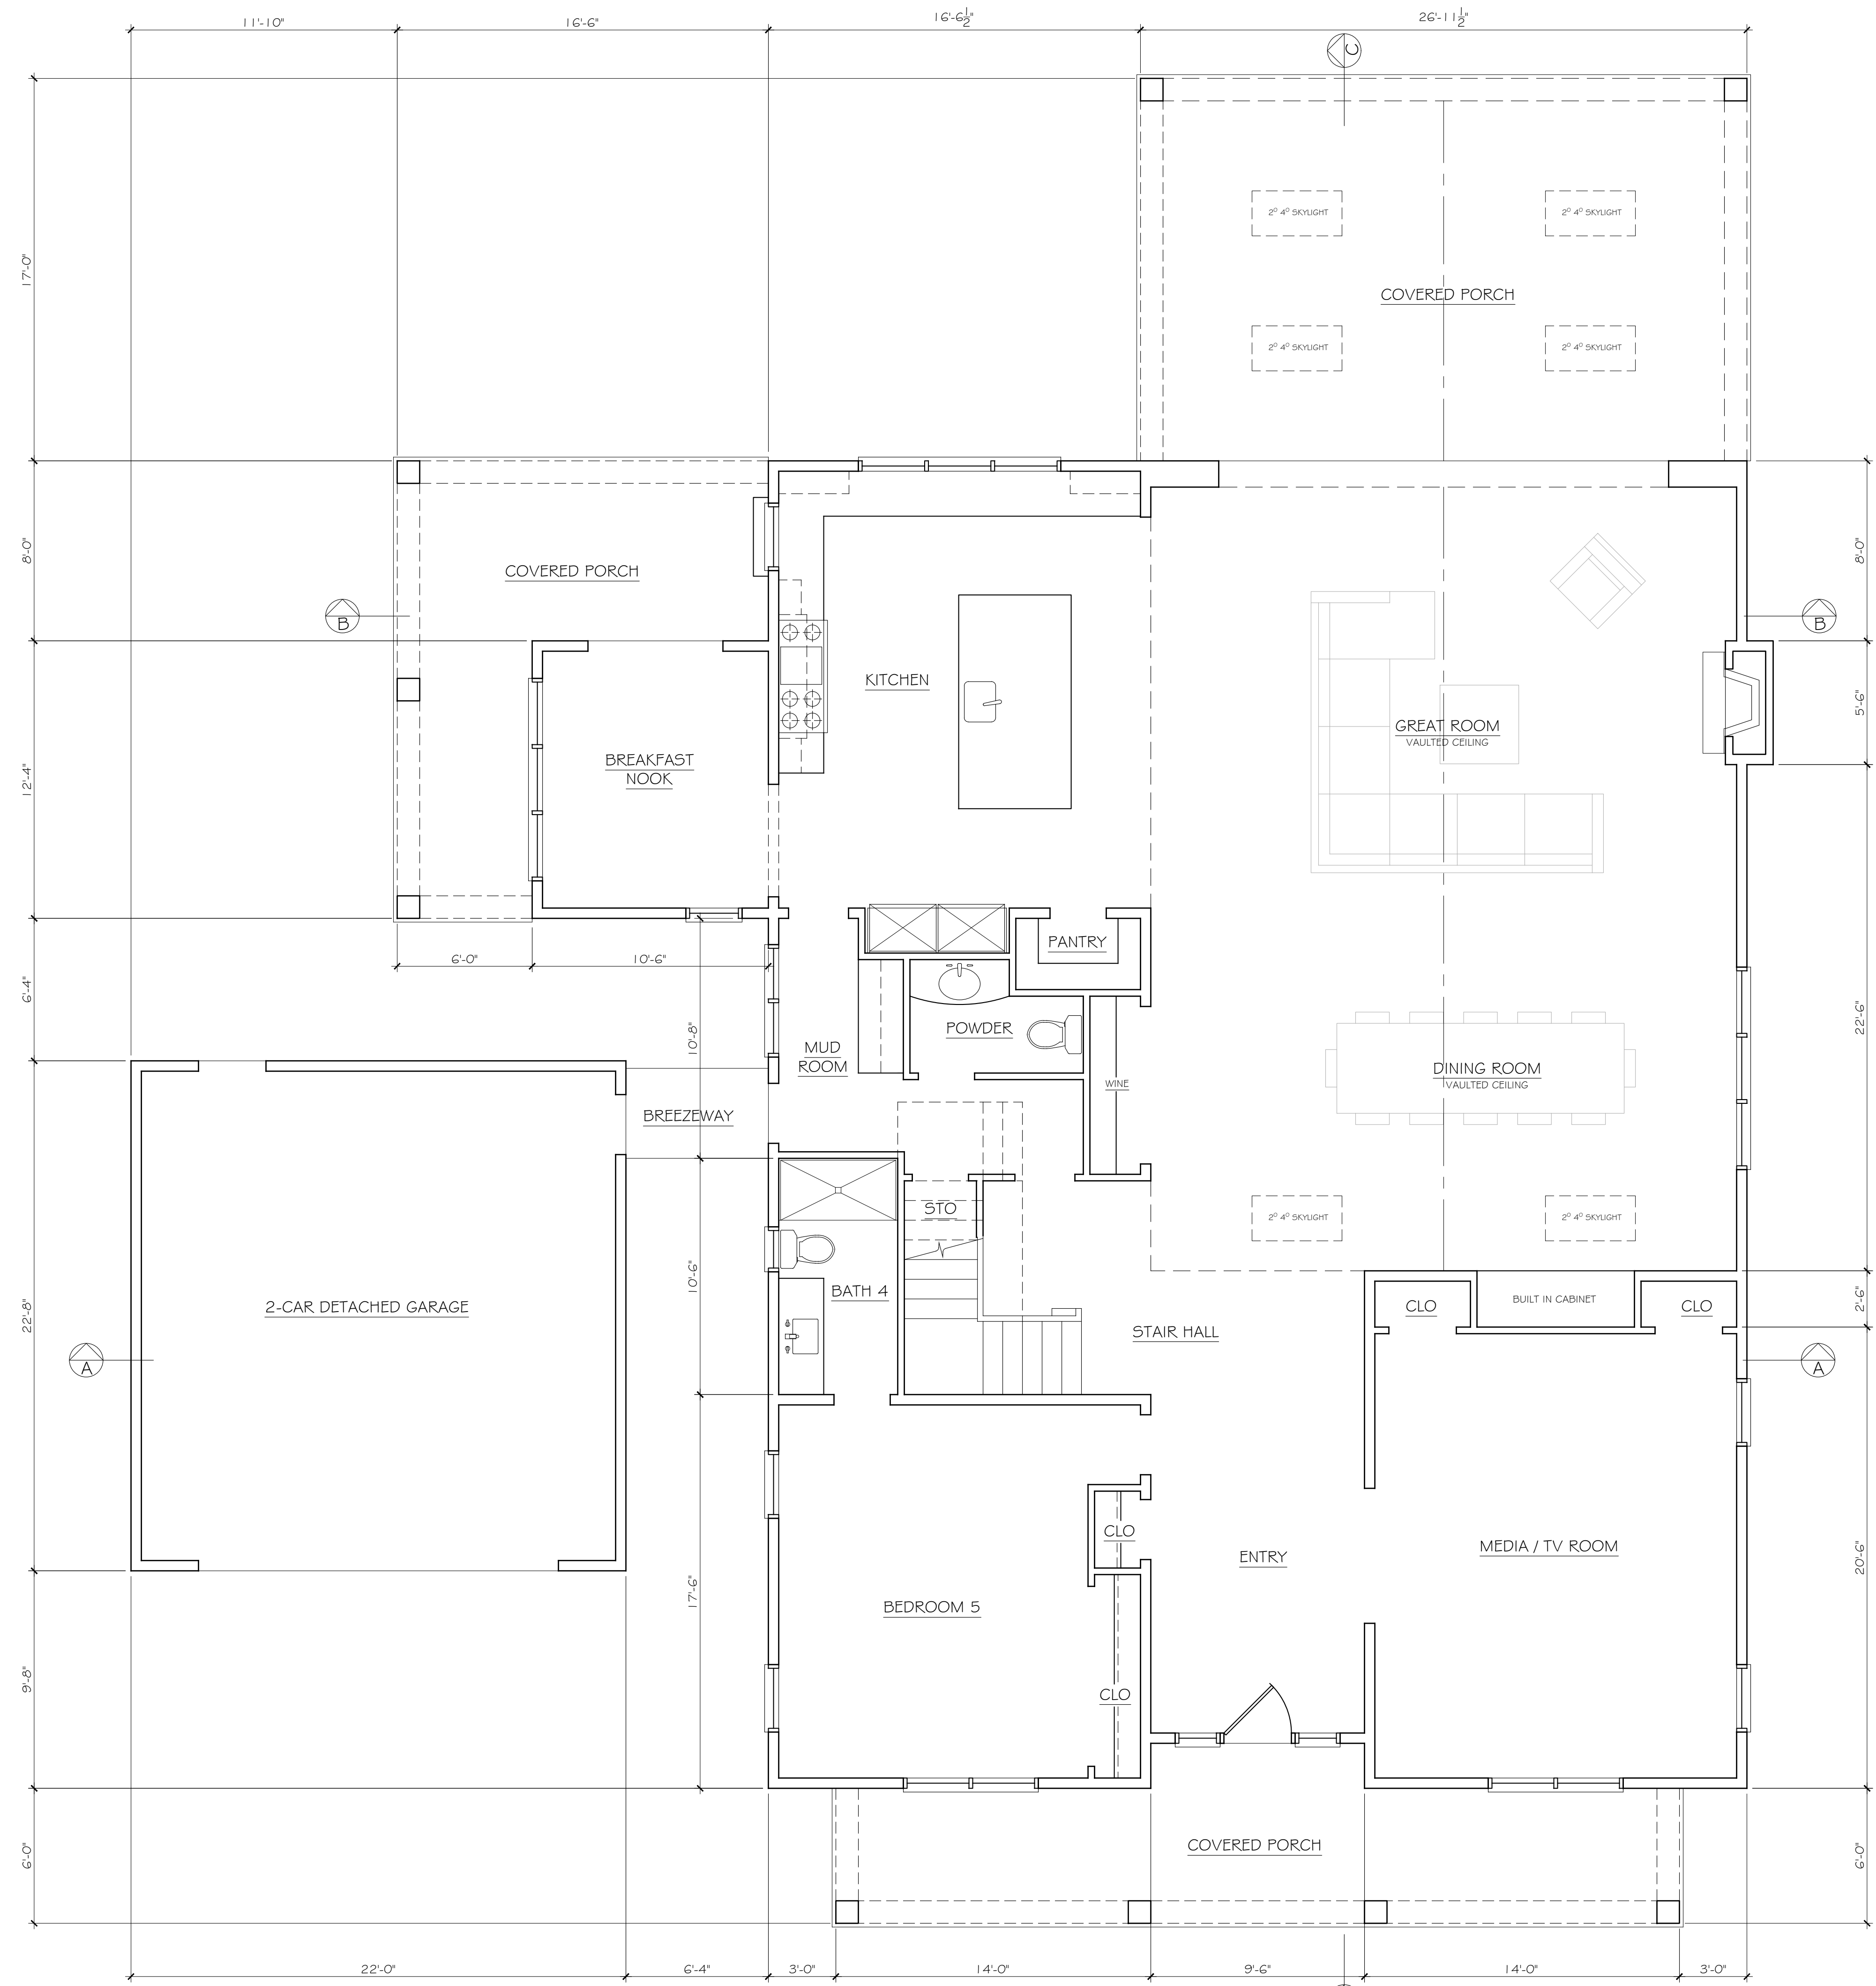 11'-10"
16'-6"
16'-6 1/2"
26'-11 1/2"
C
2⁰ 4⁰ SKYLIGHT
2⁰ 4⁰ SKYLIGHT
17'-0"
COVERED PORCH
2⁰ 4⁰ SKYLIGHT
2⁰ 4⁰ SKYLIGHT
8'-0"
8'-0"
COVERED PORCH
B
B
KITCHEN
5'-6"
GREAT ROOM
VAULTED CEILING
BREAKFAST
NOOK
12'-4"
PANTRY
6'-0"
10'-6"
6'-4"
10'-8"
POWDER
22'-6"
MUD
ROOM
DINING ROOM
VAULTED CEILING
WINE
BREEZEWAY
STO
2⁰ 4⁰ SKYLIGHT
2⁰ 4⁰ SKYLIGHT
10'-6"
BATH 4
2-CAR DETACHED GARAGE
22'-8"
CLO
BUILT IN CABINET
CLO
2'-6"
STAIR HALL
A
A
CLO
ENTRY
MEDIA / TV ROOM
20'-6"
17'-6"
BEDROOM 5
9'-8"
CLO
COVERED PORCH
6'-0"
6'-0"
22'-0"
6'-4"
3'-0"
14'-0"
9'-6"
14'-0"
3'-0"